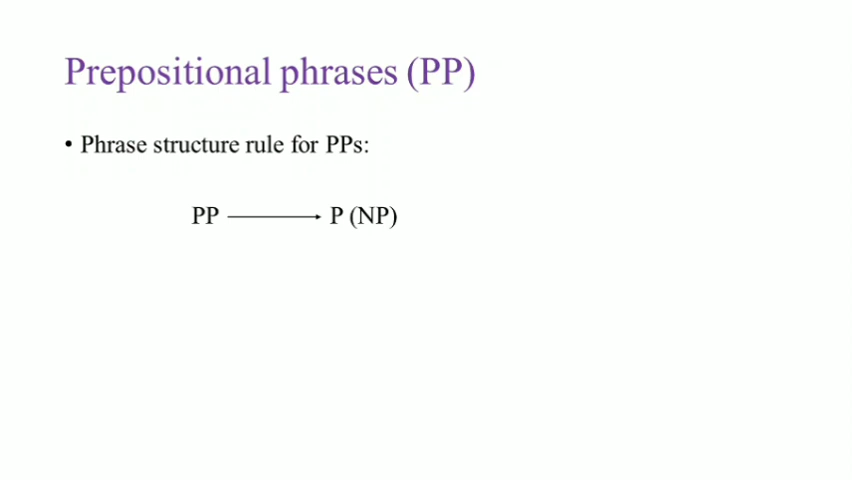 Prepositional phrases (PP)
• Phrase structure rule for PPs:
PP ⟶ P (NP)